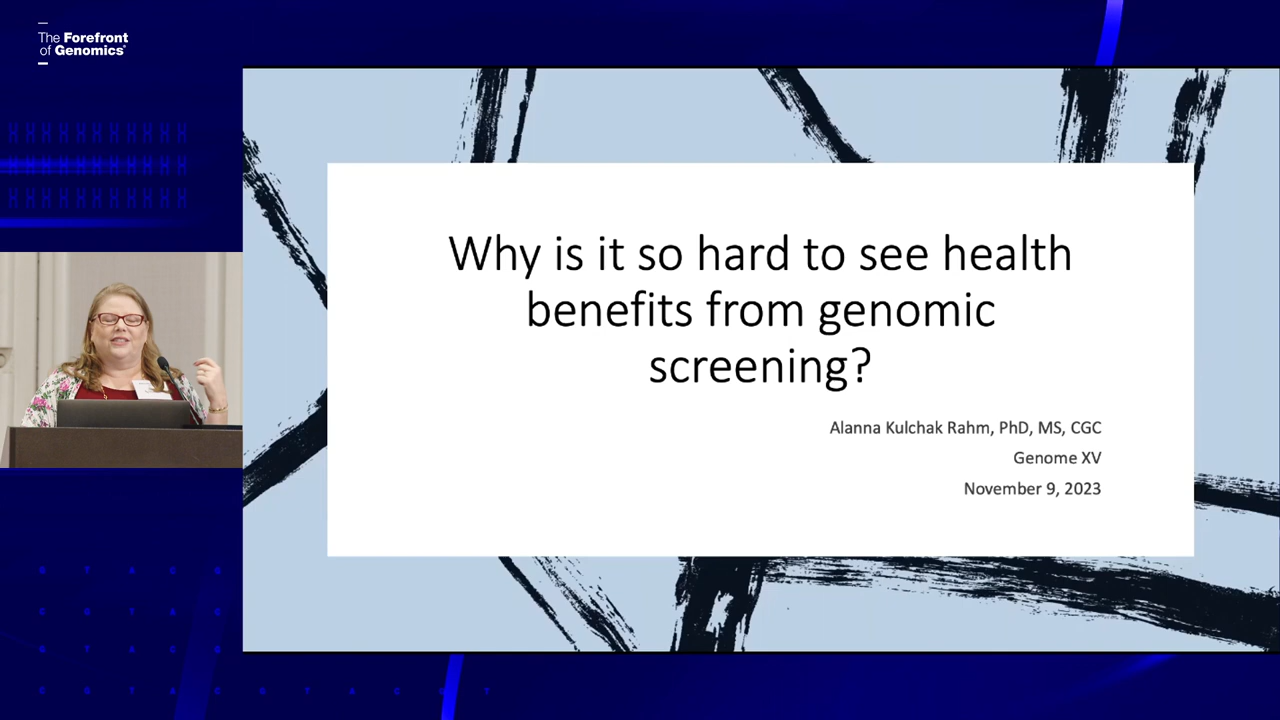 The Forefront
of Genomics®
Why is it so hard to see health
benefits from genomic
screening?
Alanna Kulchak Rahm, PhD, MS, CGC
Genome XV
November 9, 2023